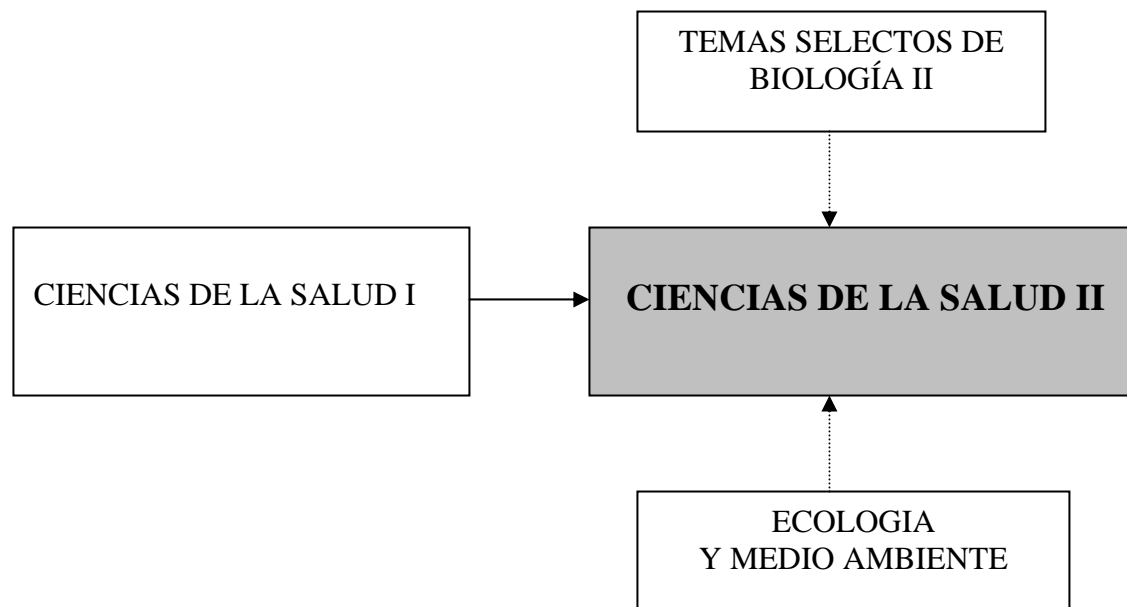 TEMAS SELECTOS DE
BIOLOGÍA II
CIENCIAS DE LA SALUD I
CIENCIAS DE LA SALUD II
ECOLOGIA
Y MEDIO AMBIENTE